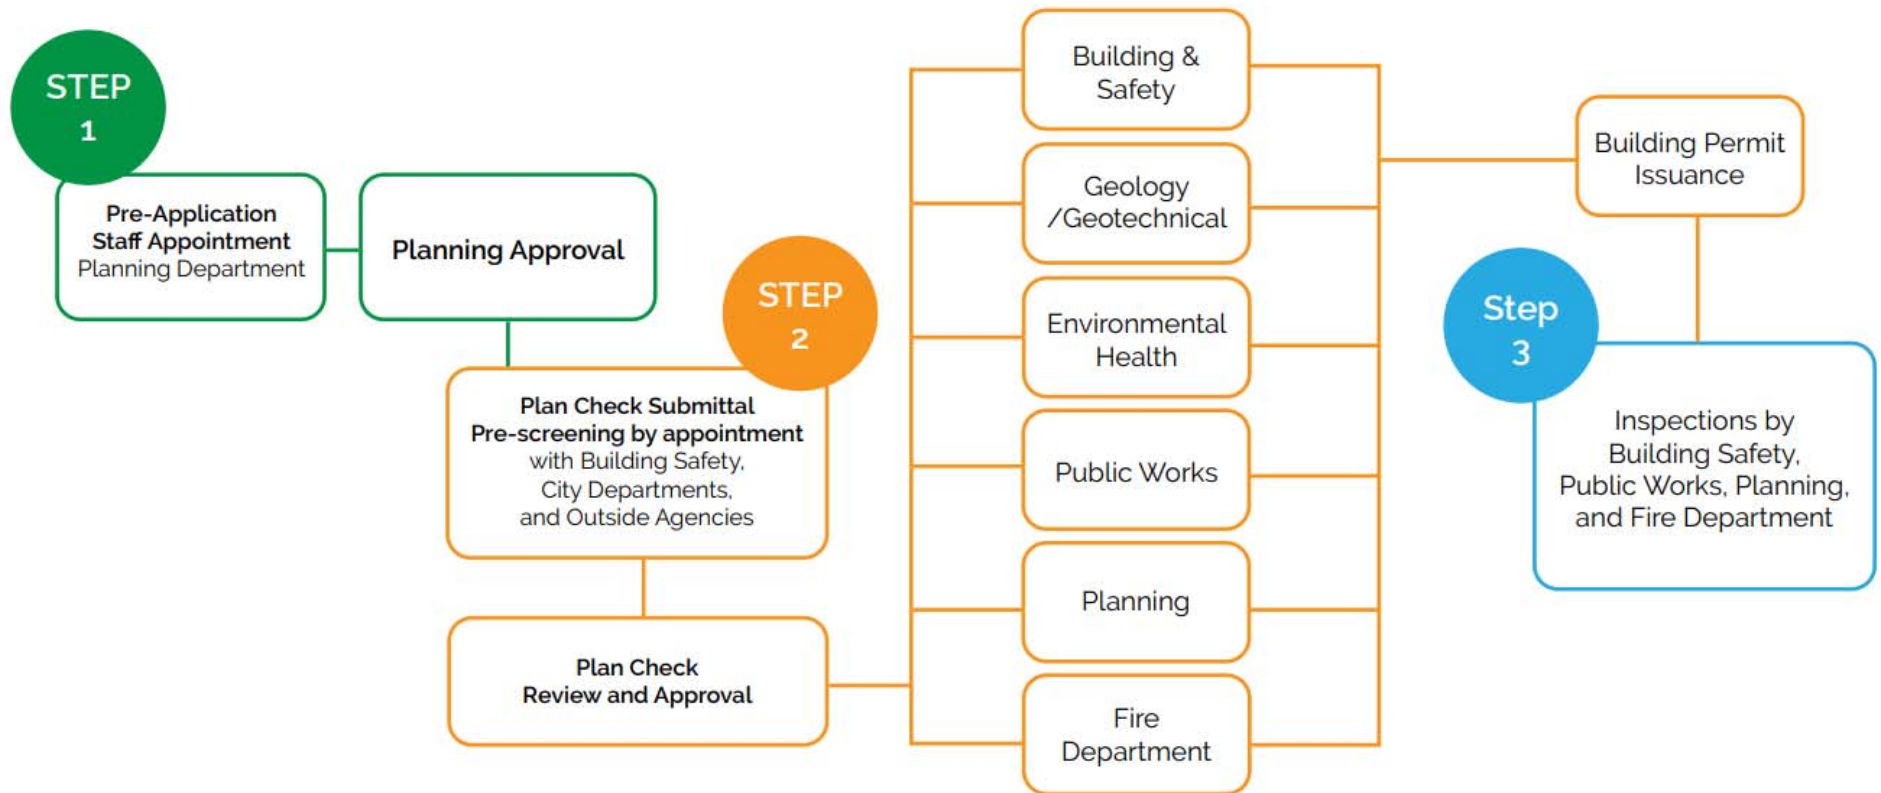 STEP
1
Pre-Application
Staff Appointment
Planning Department
Planning Approval
STEP
2
Plan Check Submittal
Pre-screening by appointment
with Building Safety,
City Departments,
and Outside Agencies
Plan Check
Review and Approval
Building &
Safety
Geology
/Geotechnical
Environmental
Health
Public Works
Planning
Fire
Department
Building Permit
Issuance
Step
3
Inspections by
Building Safety,
Public Works, Planning,
and Fire Department